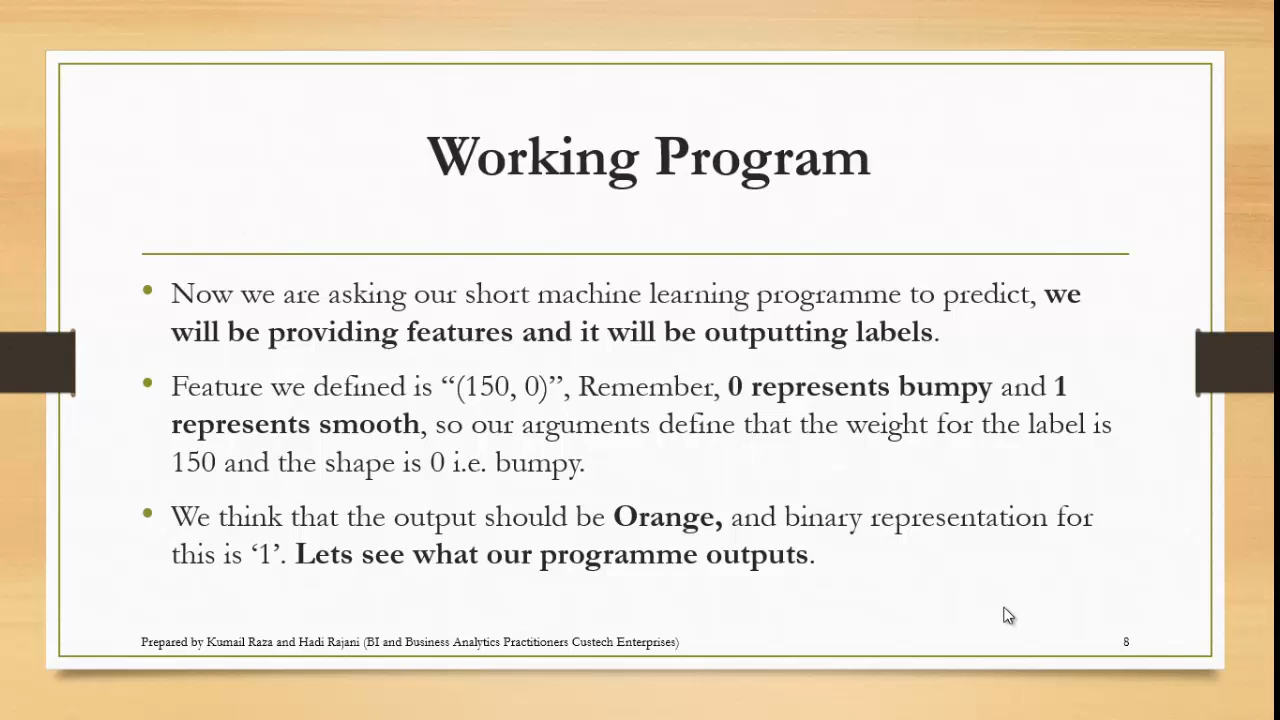 Working Program
• Now we are asking our short machine learning programme to predict, we
will be providing features and it will be outputting labels.
• Feature we defined is “(150, 0)”, Remember, 0 represents bumpy and 1
represents smooth, so our arguments define that the weight for the label is
150 and the shape is 0 i.e. bumpy.
• We think that the output should be Orange, and binary representation for
this is ‘1’. Lets see what our programme outputs.
Prepared by Kumail Raza and Hadi Rajani (BI and Business Analytics Practitioners Custech Enterprises)
8